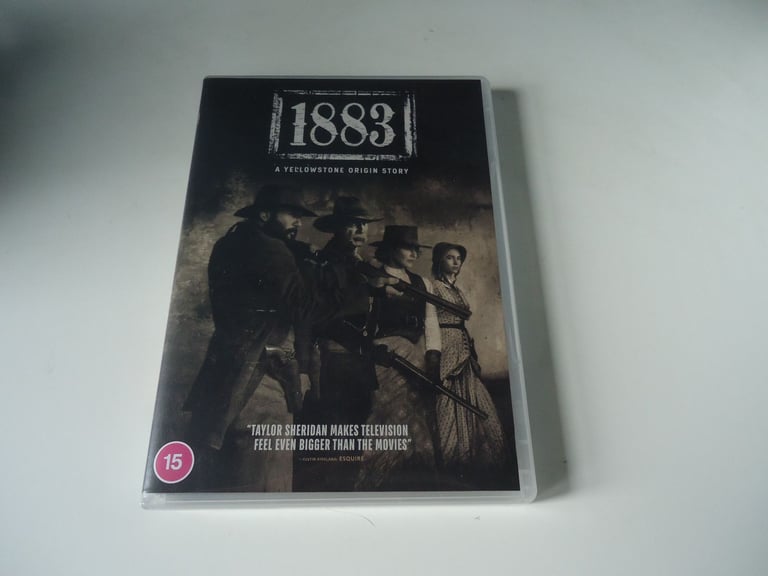 1883
A YELLOWSTONE ORIGIN STORY
"TAYLOR SHERIDAN MAKES TELEVISION
FEEL EVEN BIGGER THAN THE MOVIES"
ESQUIRE
15